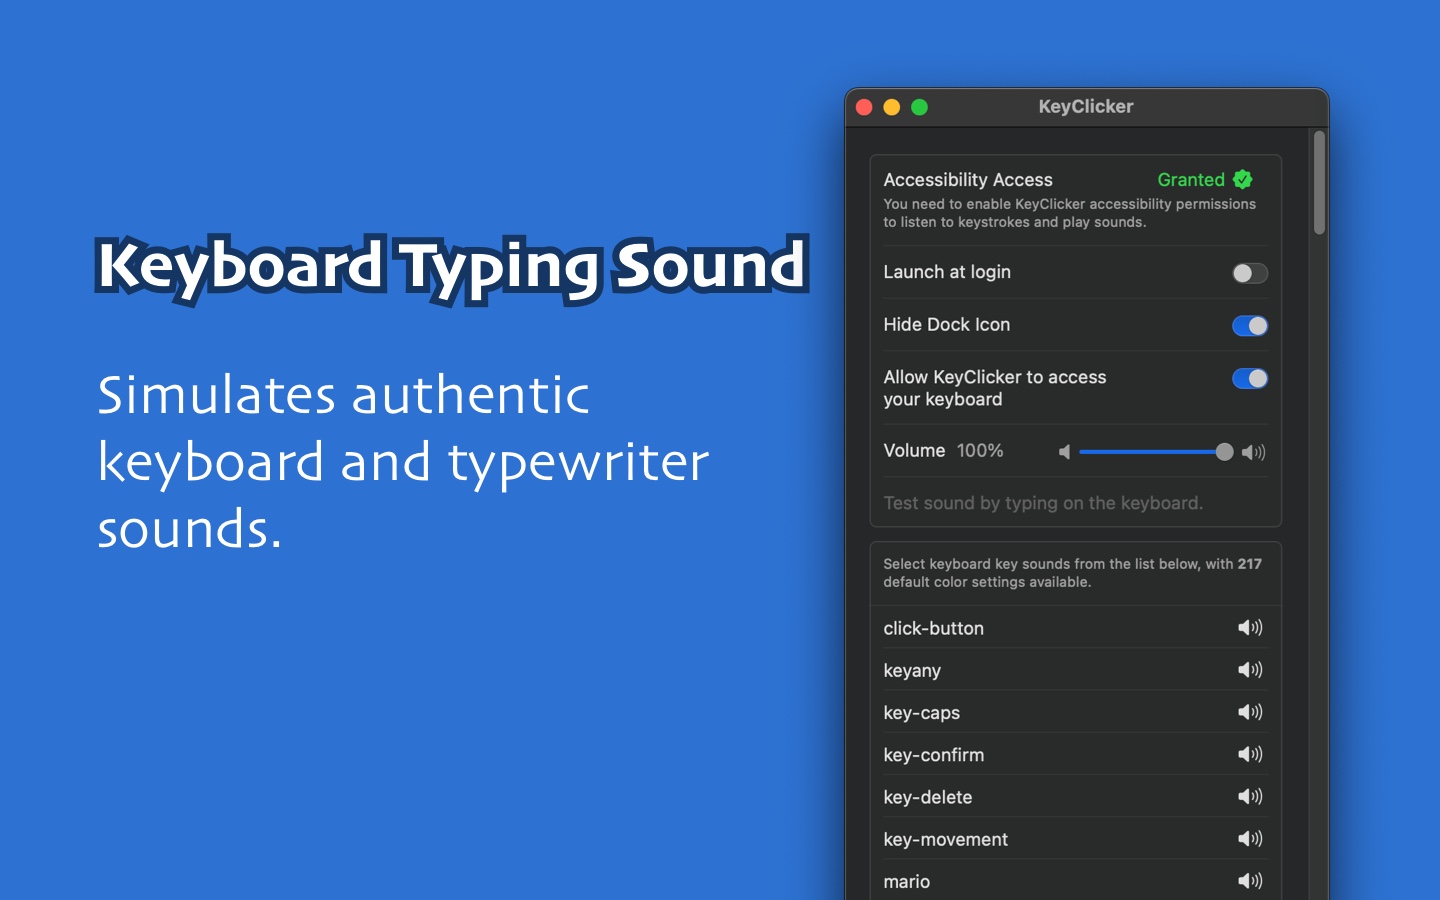 Keyboard Typing Sound
Simulates authentic
keyboard and typewriter
sounds.
KeyClicker
Accessibility Access Granted
You need to enable KeyClicker accessibility permissions
to listen to keystrokes and play sounds.
Launch at login
Hide Dock Icon
Allow KeyClicker to access
your keyboard
Volume 100%
Test sound by typing on the keyboard.
Select keyboard key sounds from the list below, with 217
default color settings available.
click-button
keyany
key-caps
key-confirm
key-delete
key-movement
mario